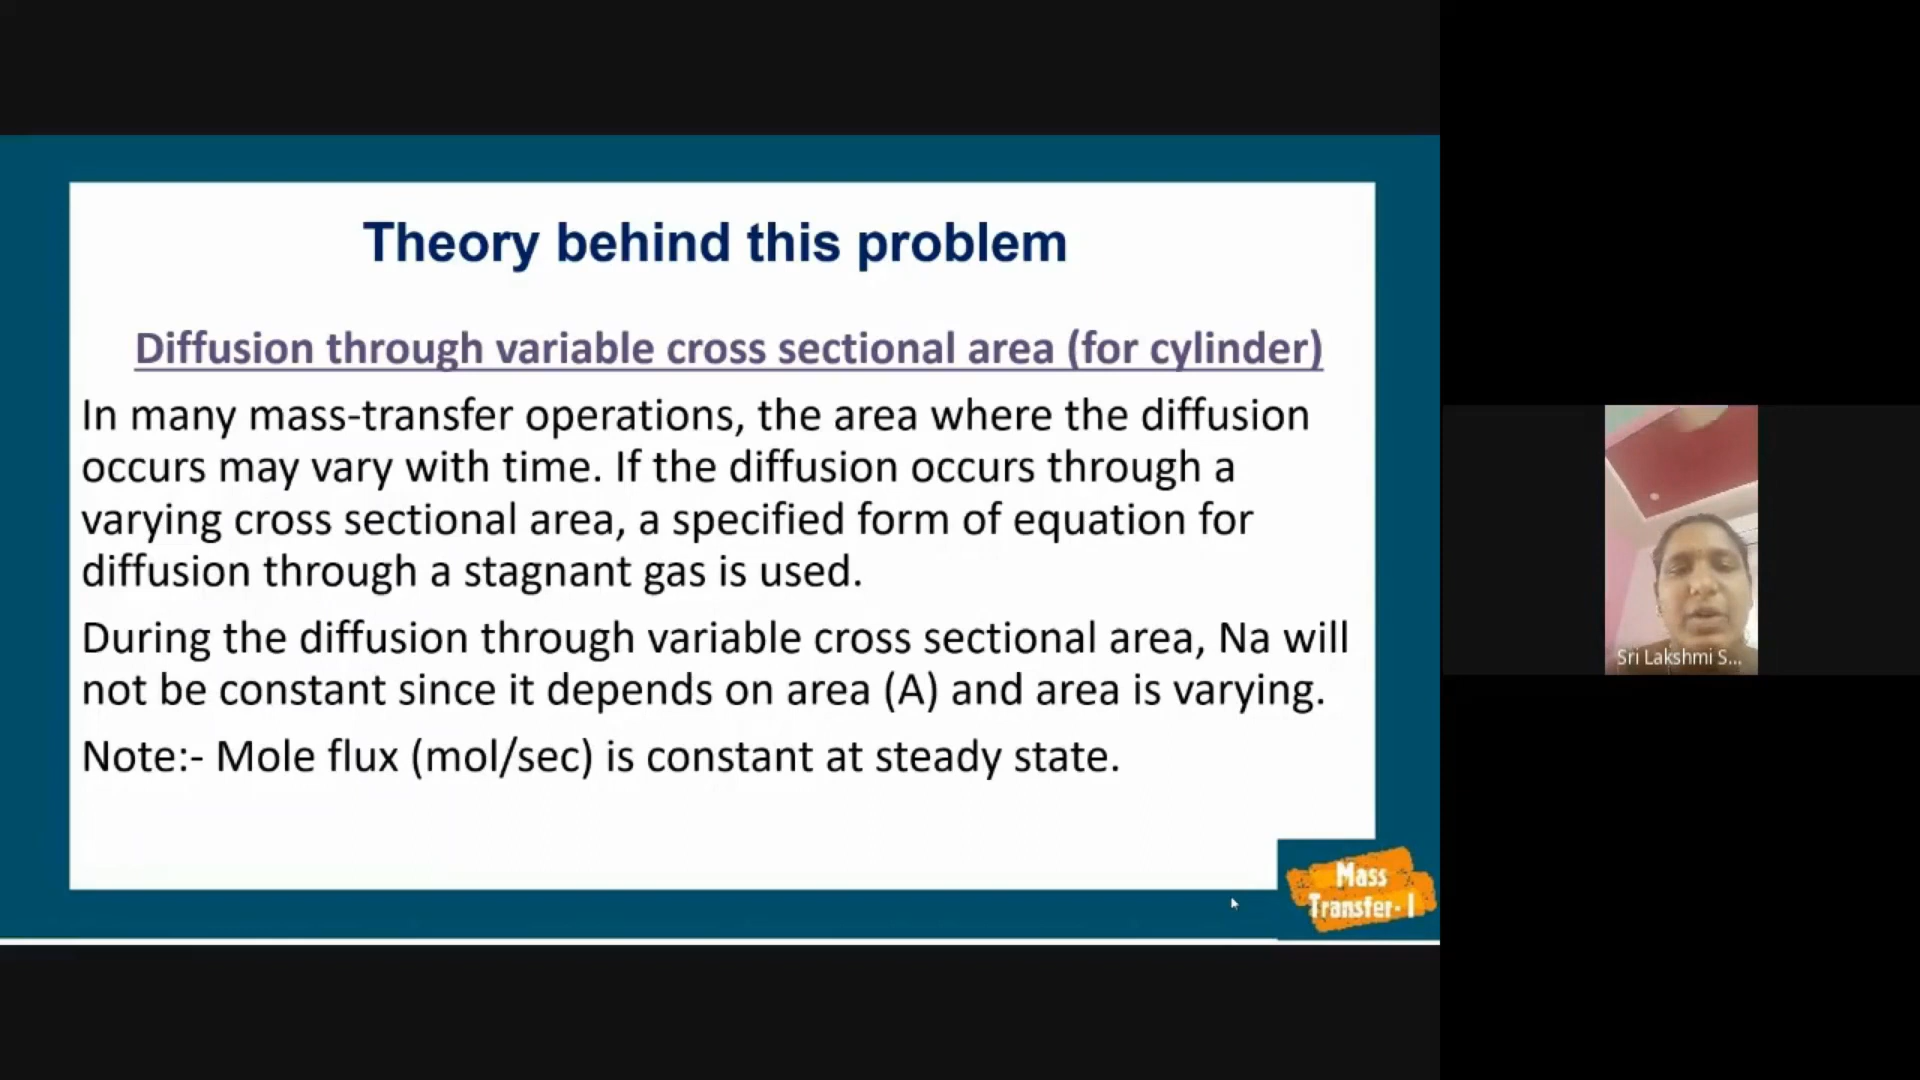 Theory behind this problem
Diffusion through variable cross sectional area (for cylinder)
In many mass-transfer operations, the area where the diffusion
occurs may vary with time. If the diffusion occurs through a
varying cross sectional area, a specified form of equation for
diffusion through a stagnant gas is used.
During the diffusion through variable cross sectional area, Na will
not be constant since it depends on area (A) and area is varying.
Note:- Mole flux (mol/sec) is constant at steady state.
Mass
Transfer- I
Sri Lakshmi S...